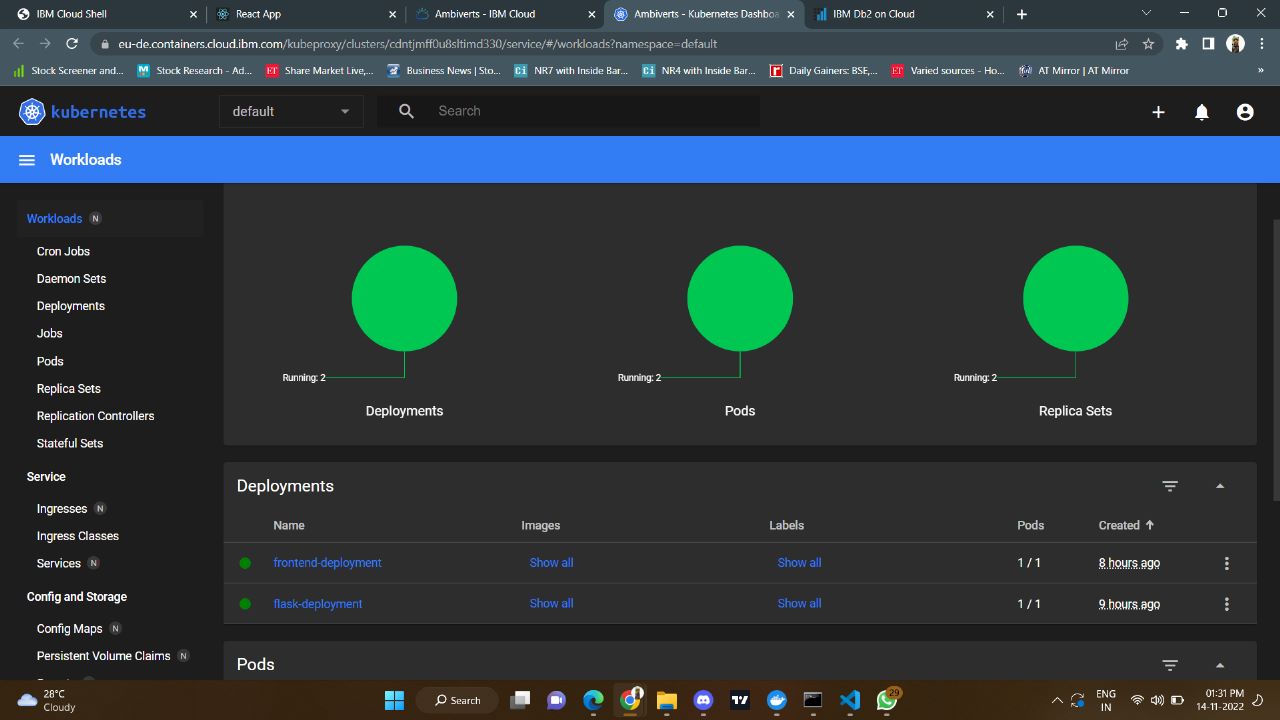 IBM Cloud Shell
React App
Ambiverts - IBM Cloud
Ambiverts - Kubernetes Dashboa
IBM Db2 on Cloud
eu-de.containers.cloud.ibm.com/kubeproxy/clusters/cdntjmff0u8sltimd330/service/#/workloads?namespace=default
Stock Screener and...
Stock Research - Ad...
Share Market Live,...
Business News | Sto...
NR7 with Inside Bar...
NR4 with Inside Bar...
Daily Gainers BSE,...
Varied sources - Ho...
AT Mirror | AT Mirror
kubernetes
default
Search
Workloads
Workloads N
Cron Jobs
Daemon Sets
Deployments
Jobs
Pods
Replica Sets
Replication Controllers
Stateful Sets
Service
Ingresses N
Ingress Classes
Services N
Config and Storage
Config Maps N
Persistent Volume Claims N
Running: 2
Deployments
Running: 2
Pods
Running: 2
Replica Sets
Deployments
Name Images Labels Pods Created
frontend-deployment Show all Show all 1 / 1 8 hours ago
flask-deployment Show all Show all 1 / 1 9 hours ago
Pods
28°C
Cloudy
Search
29
ENG
IN
01:31 PM
14-11-2022